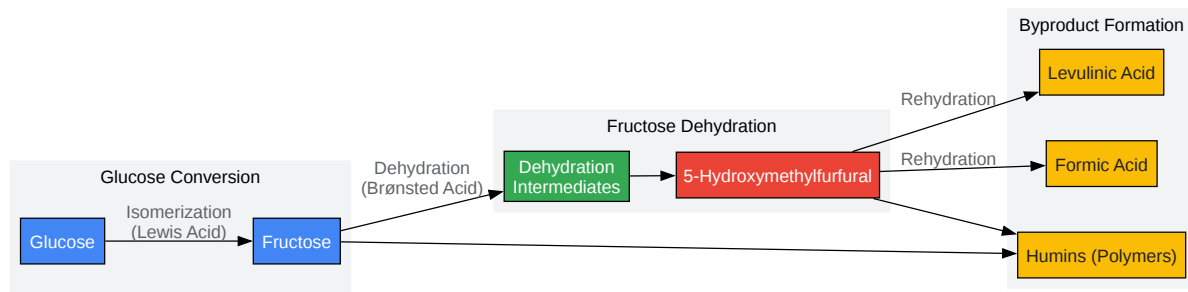 Byproduct Formation
Levulinic Acid
Rehydration
Fructose Dehydration
Dehydration
(Brønsted Acid)
Dehydration
Intermediates
5-Hydroxymethylfurfural
Rehydration
Formic Acid
Glucose Conversion
Isomerization
(Lewis Acid)
Glucose
Fructose
Humins (Polymers)